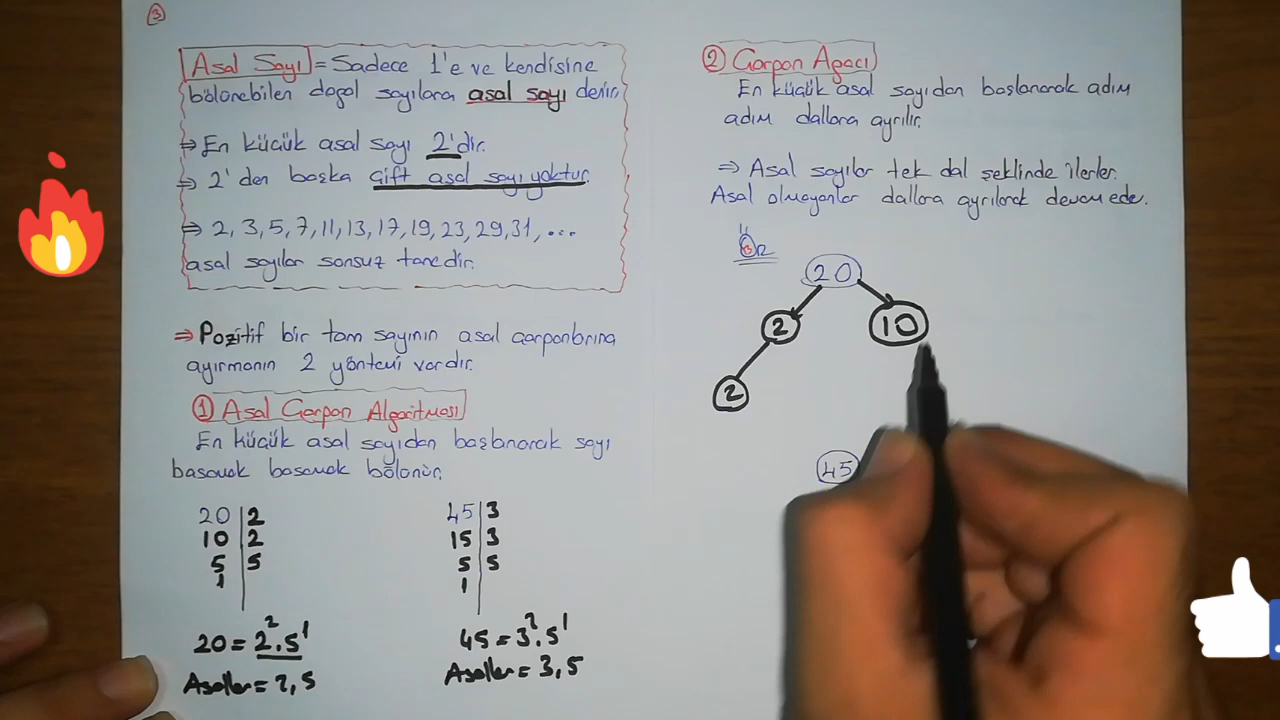 3
Asal Sayı = Sadece 1'e ve kendisine
bölünebilen doğal sayılara asal sayı denir.
⇒ En küçük asal sayı 2'dir.
⇒ 2'den başka çift asal sayı yoktur.
⇒ 2, 3, 5, 7, 11, 13, 17, 19, 23, 29, 31, ...
asal sayılar sonsuz tanedir.
⇒ Pozitif bir tam sayının asal çarpanlarına
ayırmanın 2 yöntemi vardır.
1 Asal Çarpan Algoritması
En küçük asal sayıdan başlanarak sayı
basamak basamak bölünür.
20 | 2
10 | 2
5 | 5
1
20 = 2². 5¹
Asallar = 2, 5
45 | 3
15 | 3
5 | 5
1
45 = 3². 5¹
Asallar = 3, 5
2 Çarpan Ağacı
En küçük asal sayıdan başlanarak adım
adım dallara ayrılır.
⇒ Asal sayılar tek dal şeklinde ilerler.
Asal olmayanlar dallara ayrılarak devam eder.
20
2 10
2
45